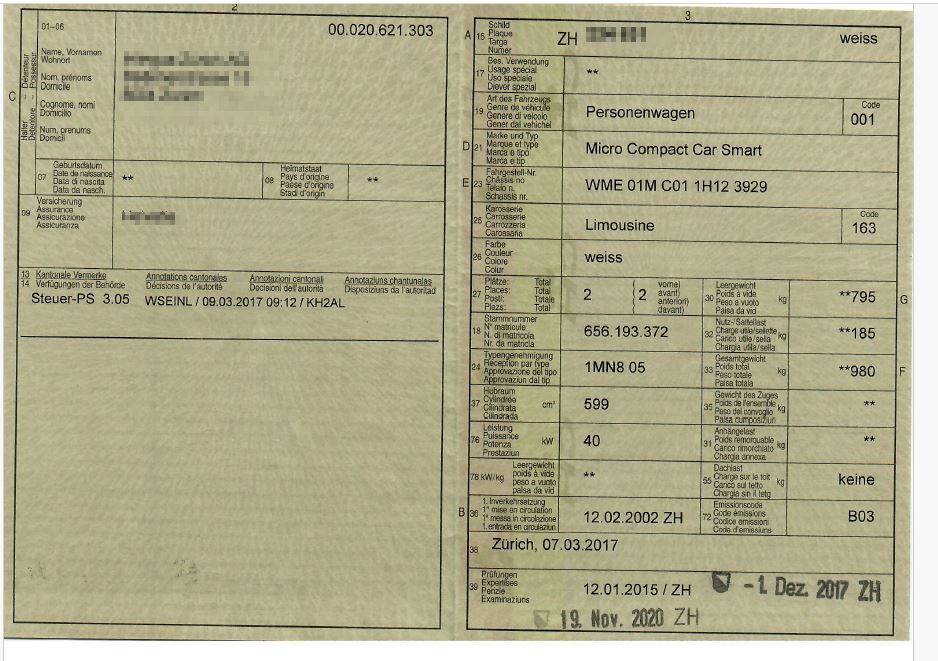 2
01-06
00.020.621.303
C
Détenteur
Possessur
Halter
Detentore
Name, Vornamen
Wohnort
Nom, prénoms
Domicile
Cognome, nomi
Domicilio
Num, prenums
Domicil
07
Geburtsdatum
Date de naissance
Data di nascita
Data da nasch.
**
08
Heimatstaat
Pays d'origine
Paese d'origine
Stadi d'origin
**
09
Versicherung
Assurance
Assicurazione
Assicuranza
13
14
Kantonale Vermerke
Verfügungen der Behörde
Annotations cantonales
Décisions de l'autorité
Annotazioni cantonali
Decisioni dell'autorità
Annotaziuns chantunalas
Disposiziuns da l'autoritad
Steuer-PS 3.05 WSEINL / 09.03.2017 09:12 / KH2AL
3
A 15
Schild
Plaque
Targa
Numer
ZH
weiss
17
Bes. Verwendung
Usage spécial
Uso speciale
Diever spezial
**
19
Art des Fahrzeugs
Genre de véhicule
Genere di veicolo
Gener dal vehichel
Personenwagen
Code
001
D 21
Marke und Typ
Marque et type
Marca e tipo
Marca e tip
Micro Compact Car Smart
E 23
Fahrgestell-Nr.
Châssis no
Telaio n.
Schassis nr.
WME 01M C01 1H12 3929
25
Karosserie
Carrosserie
Carrozzeria
Carossaria
Limousine
Code
163
26
Farbe
Couleur
Colore
Colur
weiss
27
Plätze: Total
Places: Total
Posti: Totale
Plazs: Total
2
( vorne)
( avant)
2 anteriori)
( davant)
30
Leergewicht
Poids à vide
Peso a vuoto
Paisa da vid
kg
**795
G
18
Stammnummer
N° matricule
N. di matricola
Nr. da matricla
656.193.372
32
Nutz-/Sattellast
Charge utile/sellette
Carico utile/sella
Chargia utila/sella
kg
**185
24
Typengenehmigung
Réception par type
Approvazione del tipo
Approvaziun dal tip
1MN8 05
33
Gesamtgewicht
Poids total
Peso totale
Paisa totala
kg
**980
F
37
Hubraum
Cylindrée
Cilindrata
Cilindrada
cm³
599
35
Gewicht des Zuges
Poids de l'ensemble
Peso del convoglio
Paisa cumposiziun
kg
**
76
Leistung
Puissance
Potenza
Prestaziun
kW
40
31
Anhängelast
Poids remorquable
Carico rimorchiato
Chargia annexa
kg
**
78 kW/kg
Leergewicht
poids à vide
peso a vuoto
paisa da vid
**
55
Dachlast
Charge sur le toit
Carico sul tetto
Chargia sin il tetg
kg
keine
B 36
1. Inverkehrsetzung
1re mise en circulation
1a messa in circolazione
1. entrada en circulaziun
12.02.2002 ZH
72
Emissionscode
Code émissions
Codice emissioni
Code d'emissiuns
B03
38
Zürich, 07.03.2017
39
Prüfungen
Expertises
Perizie
Examinaziuns
12.01.2015 / ZH
-1. Dez. 2017 ZH
19. Nov. 2020 ZH